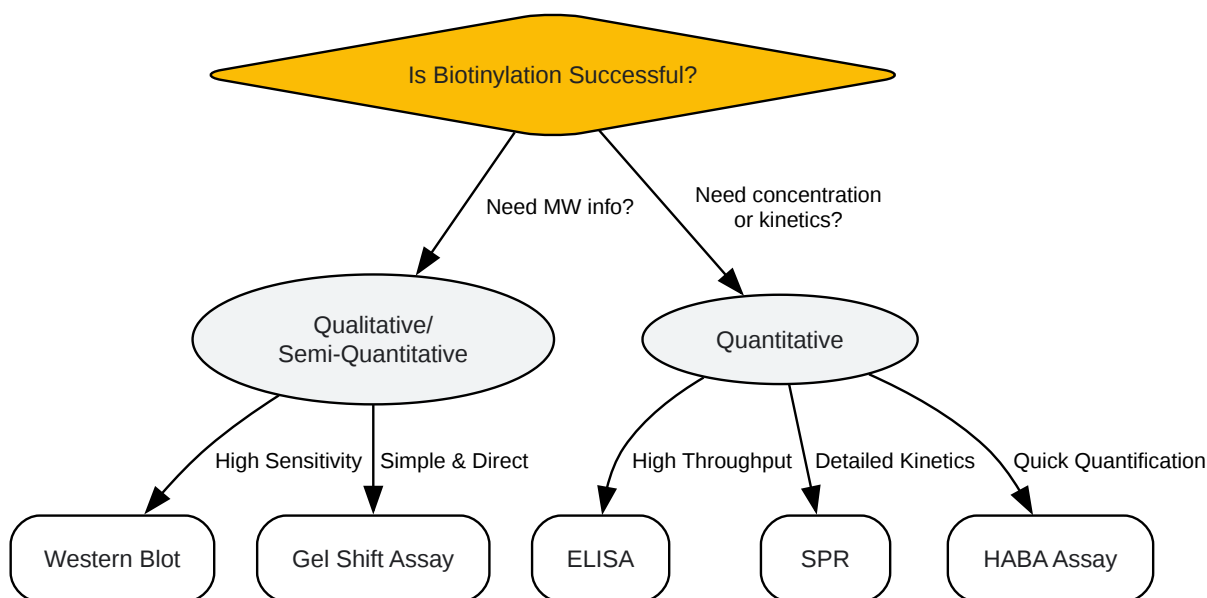 Is Biotinylation Successful?
Need MW info?
Need concentration
or kinetics?
Qualitative/
Semi-Quantitative
Quantitative
High Sensitivity
Simple & Direct
High Throughput
Detailed Kinetics
Quick Quantification
Western Blot
Gel Shift Assay
ELISA
SPR
HABA Assay